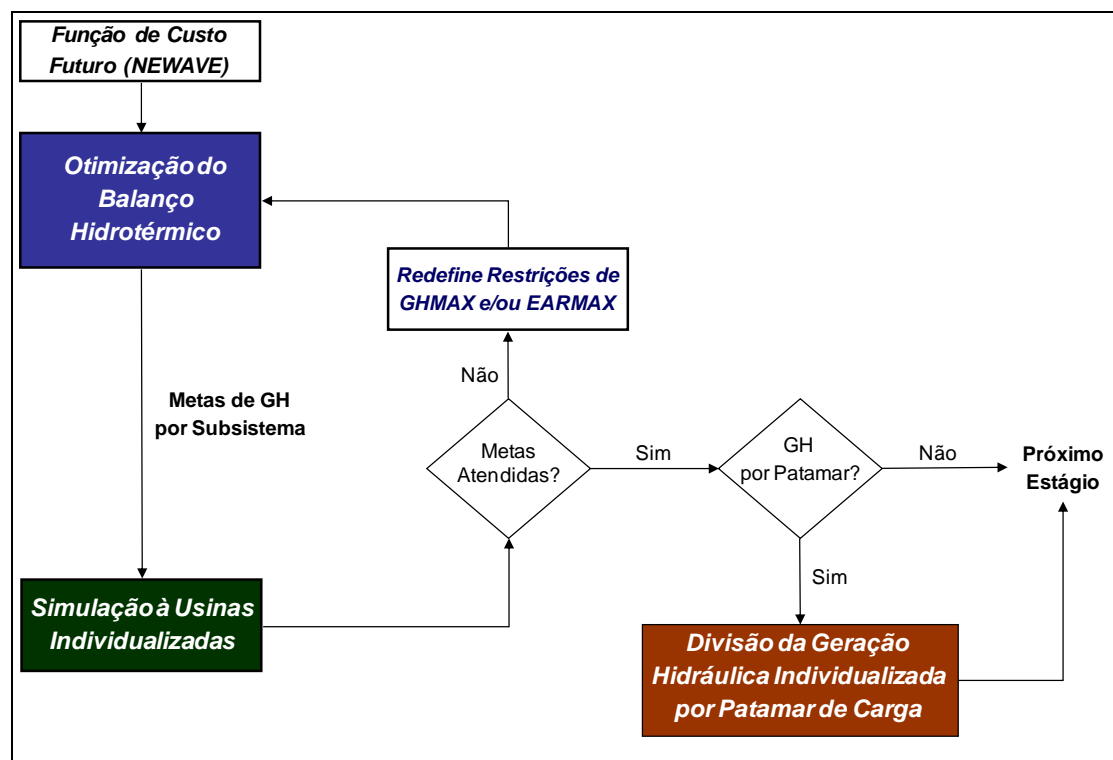 Função de Custo
Futuro (NEWAVE)
Otimização do
Balanço
Hidrotérmico
Redefine Restrições de
GHMAX e/ou EARMAX
Não
Metas de GH
por Subsistema
Metas
Atendidas?
Sim
GH
por Patamar?
Não
Próximo
Estágio
Sim
Simulação à Usinas
Individualizadas
Divisão da Geração
Hidráulica Individualizada
por Patamar de Carga